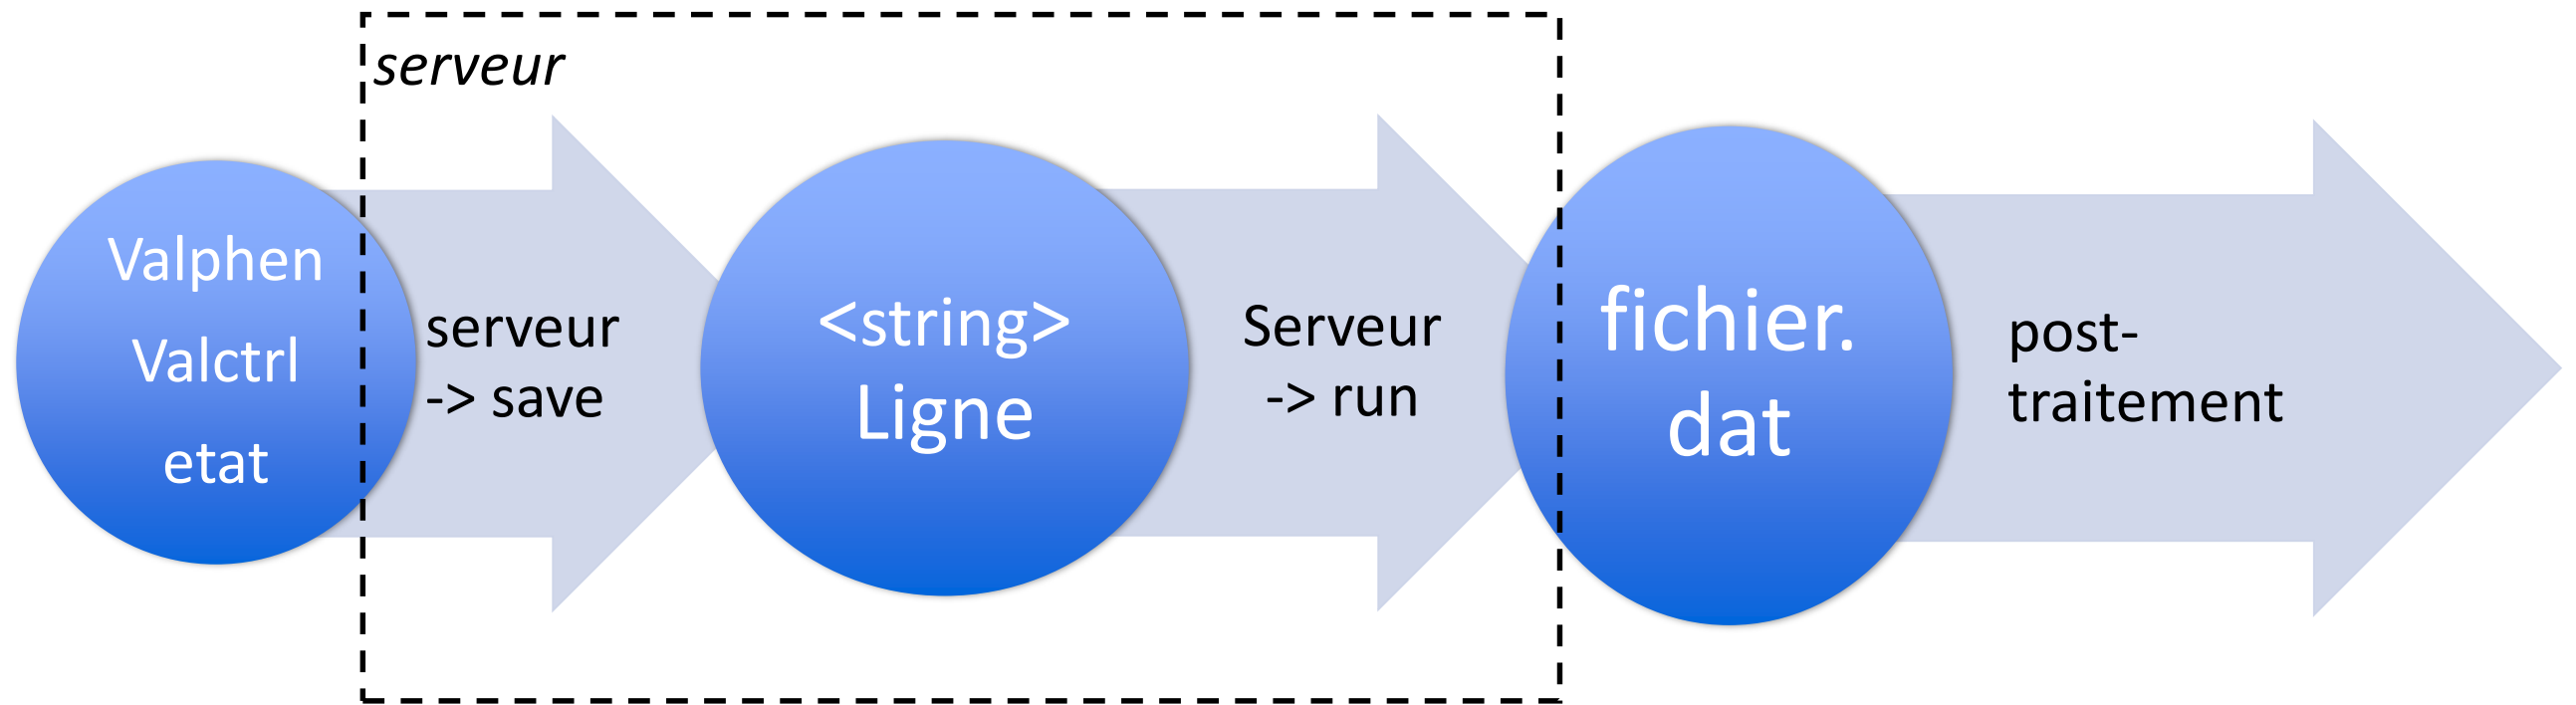 serveur
Valphen
Valctrl
etat
serveur
-> save
<string>
Ligne
Serveur
-> run
fichier.
dat
post-
traitement